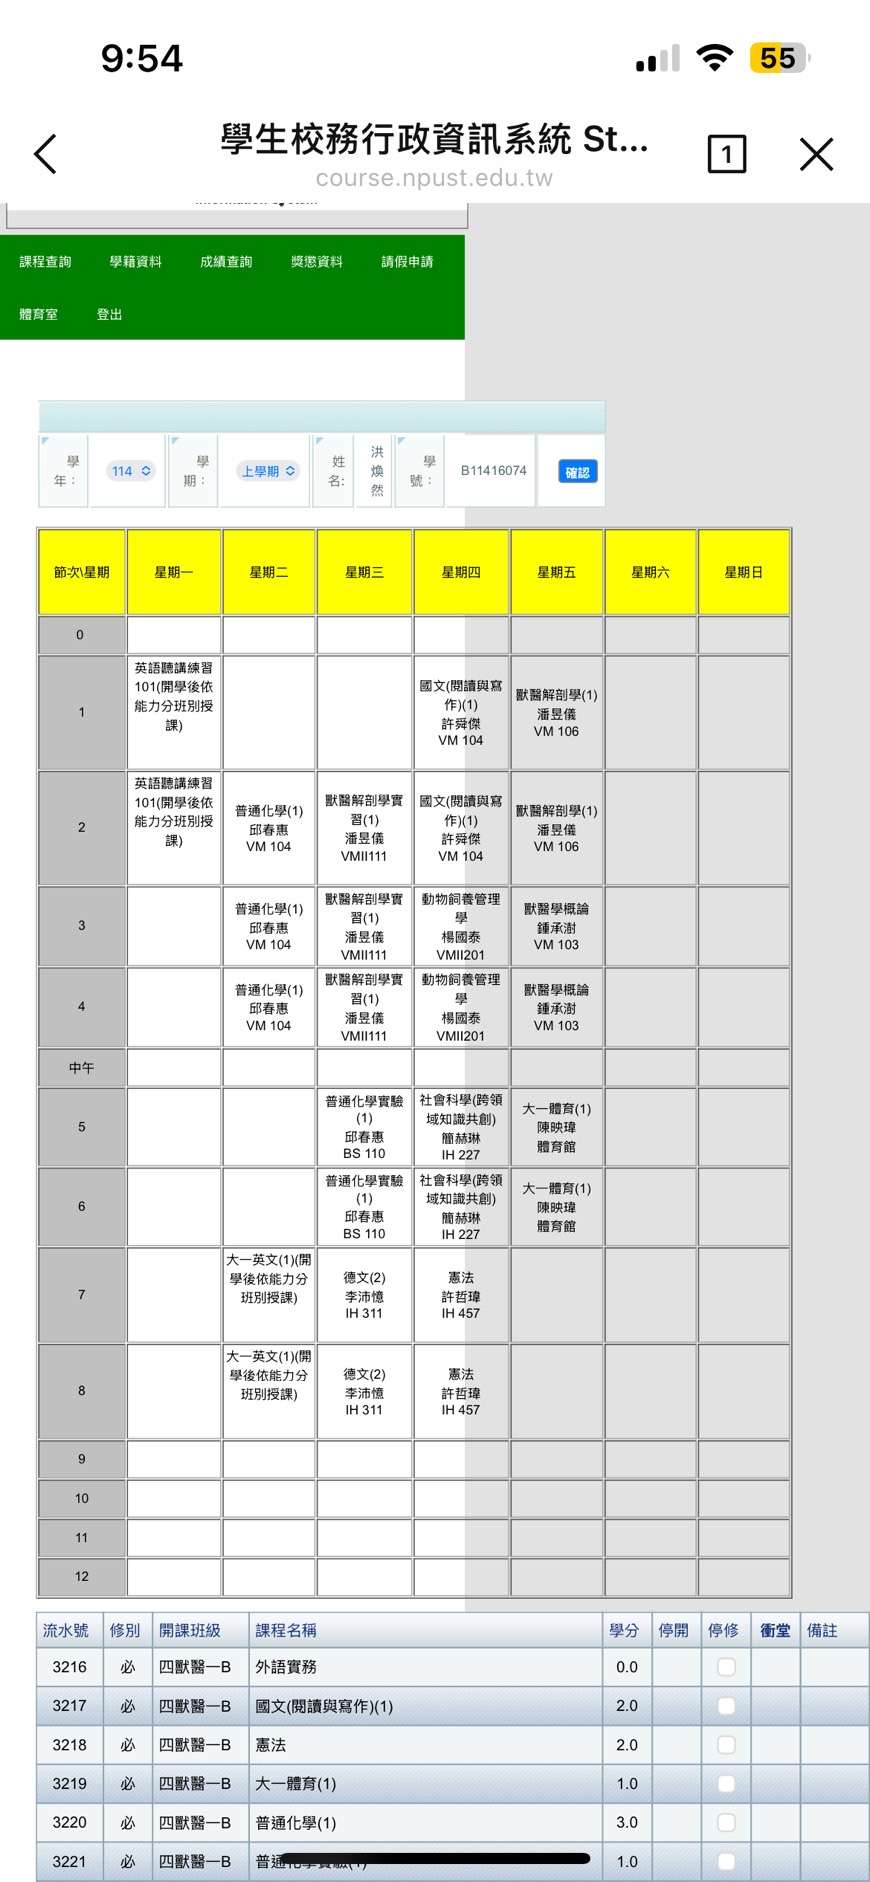 9:54
55
學生校務行政資訊系統 St...
1
course.npust.edu.tw
課程查詢 學籍資料 成績查詢 獎懲資料 請假申請
體育室 登出
學年： 114 學期： 上學期 姓名: 洪煥然 學號： B11416074 確認
節次\星期 星期一 星期二 星期三 星期四 星期五 星期六 星期日
0
1
英語聽講練習
101(開學後依
能力分班別授
課)
國文(閱讀與寫
作)(1)
許舜傑
VM 104
獸醫解剖學(1)
潘昱儀
VM 106
2
英語聽講練習
101(開學後依
能力分班別授
課)
普通化學(1)
邱春惠
VM 104
獸醫解剖學實
習(1)
潘昱儀
VMII111
國文(閱讀與寫
作)(1)
許舜傑
VM 104
獸醫解剖學(1)
潘昱儀
VM 106
3
普通化學(1)
邱春惠
VM 104
獸醫解剖學實
習(1)
潘昱儀
VMII111
動物飼養管理
學
楊國泰
VMII201
獸醫學概論
鍾承澍
VM 103
4
普通化學(1)
邱春惠
VM 104
獸醫解剖學實
習(1)
潘昱儀
VMII111
動物飼養管理
學
楊國泰
VMII201
獸醫學概論
鍾承澍
VM 103
中午
5
普通化學實驗
(1)
邱春惠
BS 110
社會科學(跨領
域知識共創)
簡赫琳
IH 227
大一體育(1)
陳映瑋
體育館
6
普通化學實驗
(1)
邱春惠
BS 110
社會科學(跨領
域知識共創)
簡赫琳
IH 227
大一體育(1)
陳映瑋
體育館
7
大一英文(1)(開
學後依能力分
班別授課)
德文(2)
李沛憶
IH 311
憲法
許哲瑋
IH 457
8
大一英文(1)(開
學後依能力分
班別授課)
德文(2)
李沛憶
IH 311
憲法
許哲瑋
IH 457
9
10
11
12
流水號 修別 開課班級 課程名稱 學分 停開 停修 衝堂 備註
3216 必 四獸醫一B 外語實務 0.0
3217 必 四獸醫一B 國文(閱讀與寫作)(1) 2.0
3218 必 四獸醫一B 憲法 2.0
3219 必 四獸醫一B 大一體育(1) 1.0
3220 必 四獸醫一B 普通化學(1) 3.0
3221 必 四獸醫一B 普通化學實驗(1) 1.0